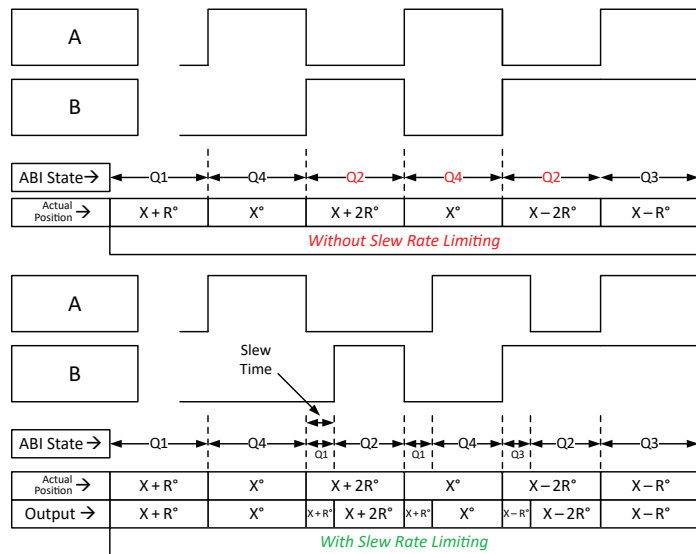 A
B
ABI State→ Q1 Q4 Q2 Q4 Q2 Q3
Actual Position → X + R° X° X + 2R° X° X – 2R° X – R°
Without Slew Rate Limiting
A
B
Slew
Time
ABI State → Q1 Q4 Q1 Q2 Q1 Q4 Q3 Q2 Q3
Actual Position → X + R° X° X + 2R° X° X – 2R° X – R°
Output → X + R° X° X + R° X + 2R° X + R° X° X – R° X – 2R° X – R°
With Slew Rate Limiting